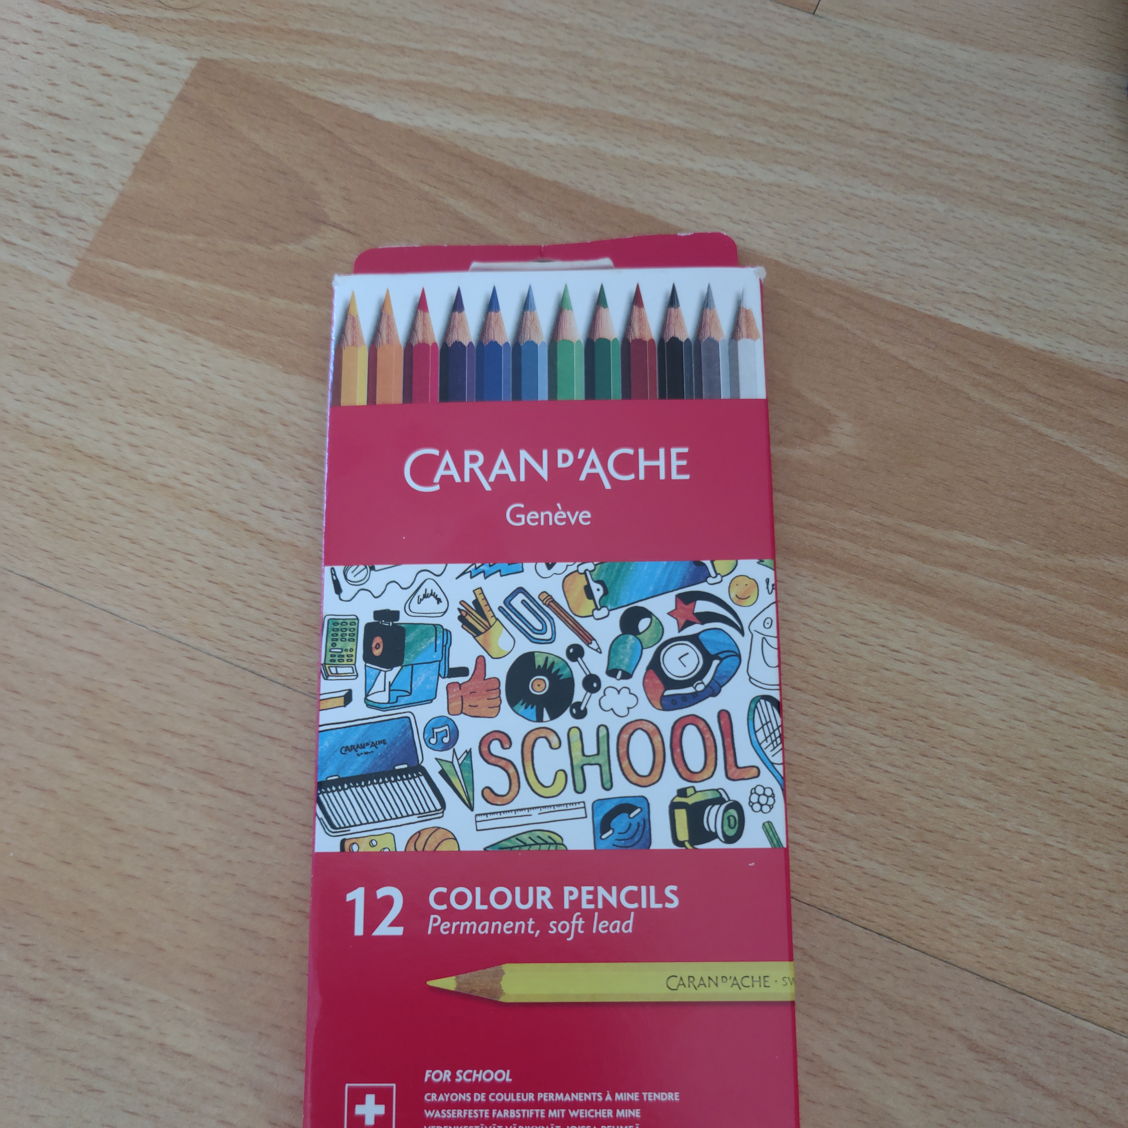 CARAN D'ACHE
Genève
CARAN D'ACHE
SCHOOL
12 COLOUR PENCILS
Permanent, soft lead
CARAN D'ACHE
FOR SCHOOL
CRAYONS DE COULEUR PERMANENTS À MINE TENDRE
WASSERFESTE FARBSTIFTE MIT WEICHER MINE